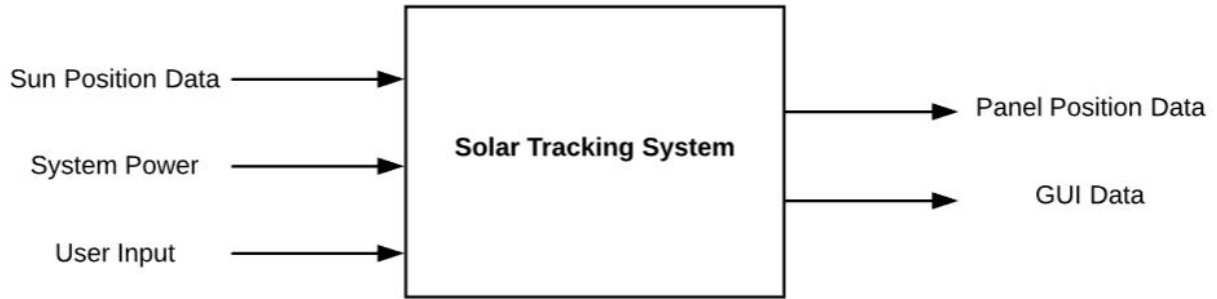 Sun Position Data
System Power
User Input
Solar Tracking System
Panel Position Data
GUI Data